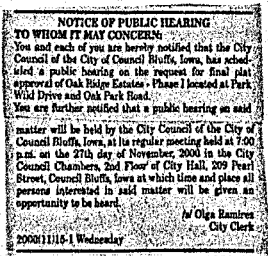 NOTICE OF PUBLIC HEARING
TO WHOM IT MAY CONCERN:
You and each of you are hereby notified that the City
Council of the City of Council Bluffs, Iowa, has sched-
uled a public hearing on the request for final plat
approval of Oak Ridge Estates - Phase I located at Park
Wild Drive and Oak Park Road.
You are further notified that a public hearing on said
matter will be held by the City Council of the City of
Council Bluffs, Iowa, at its regular meeting held at 7:00
p.m. on the 27th day of November, 2000 in the City
Council Chambers, 2nd Floor of City Hall, 209 Pearl
Street, Council Bluffs, Iowa at which time and place all
persons interested in said matter will be given an
opportunity to be heard.
/s/ Olga Ramirez
City Clerk
2000(11)15-1 Wednesday